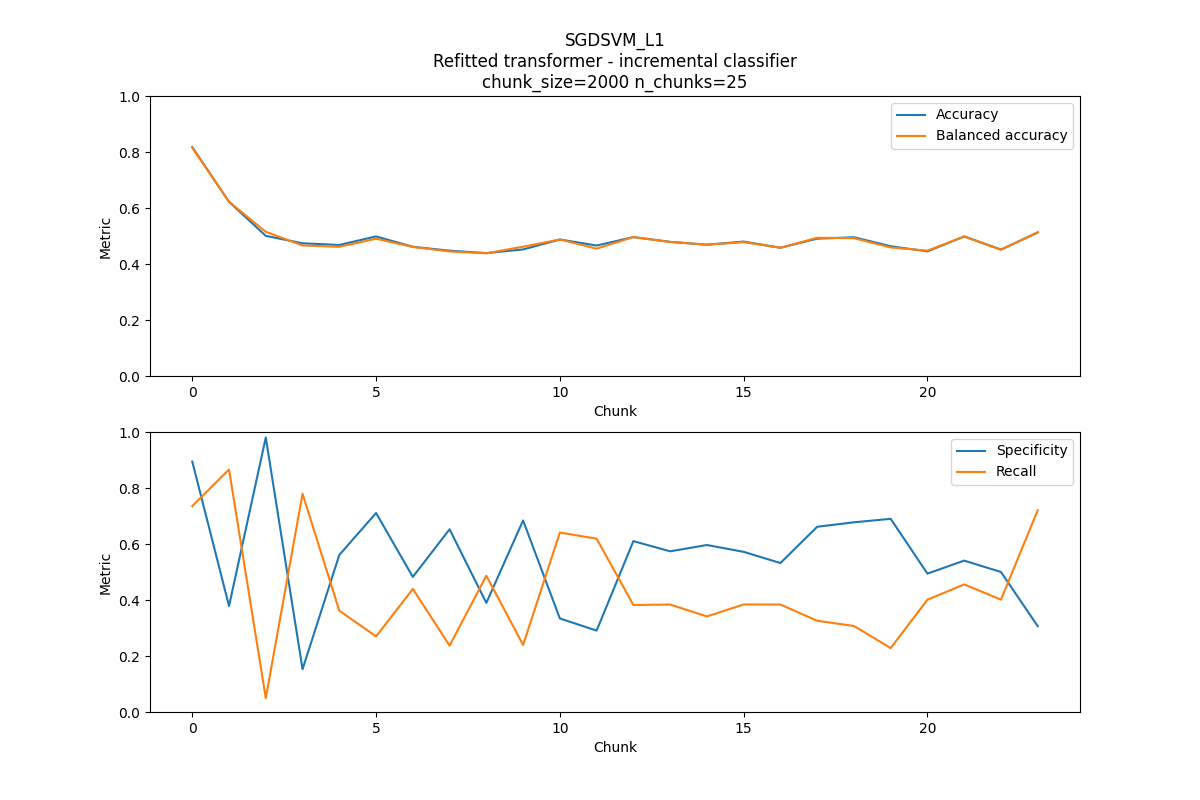 SGDSVM_L1
Refitted transformer - incremental classifier
chunk_size=2000 n_chunks=25
1.0
0.8
0.6
0.4
0.2
0.0
Metric
Accuracy
Balanced accuracy
0 5 10 15 20
Chunk
1.0
0.8
0.6
0.4
0.2
0.0
Metric
Specificity
Recall
0 5 10 15 20
Chunk